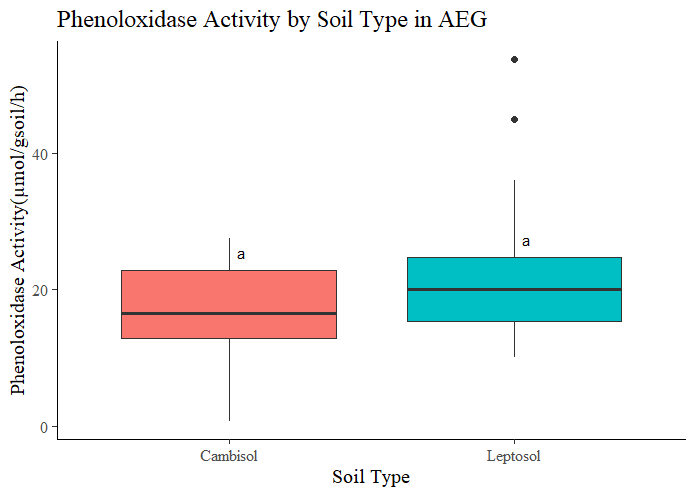 Phenoloxidase Activity by Soil Type in AEG
Phenoloxidase Activity(µmol/gsoil/h)
40
20
0
a
a
Cambisol
Leptosol
Soil Type